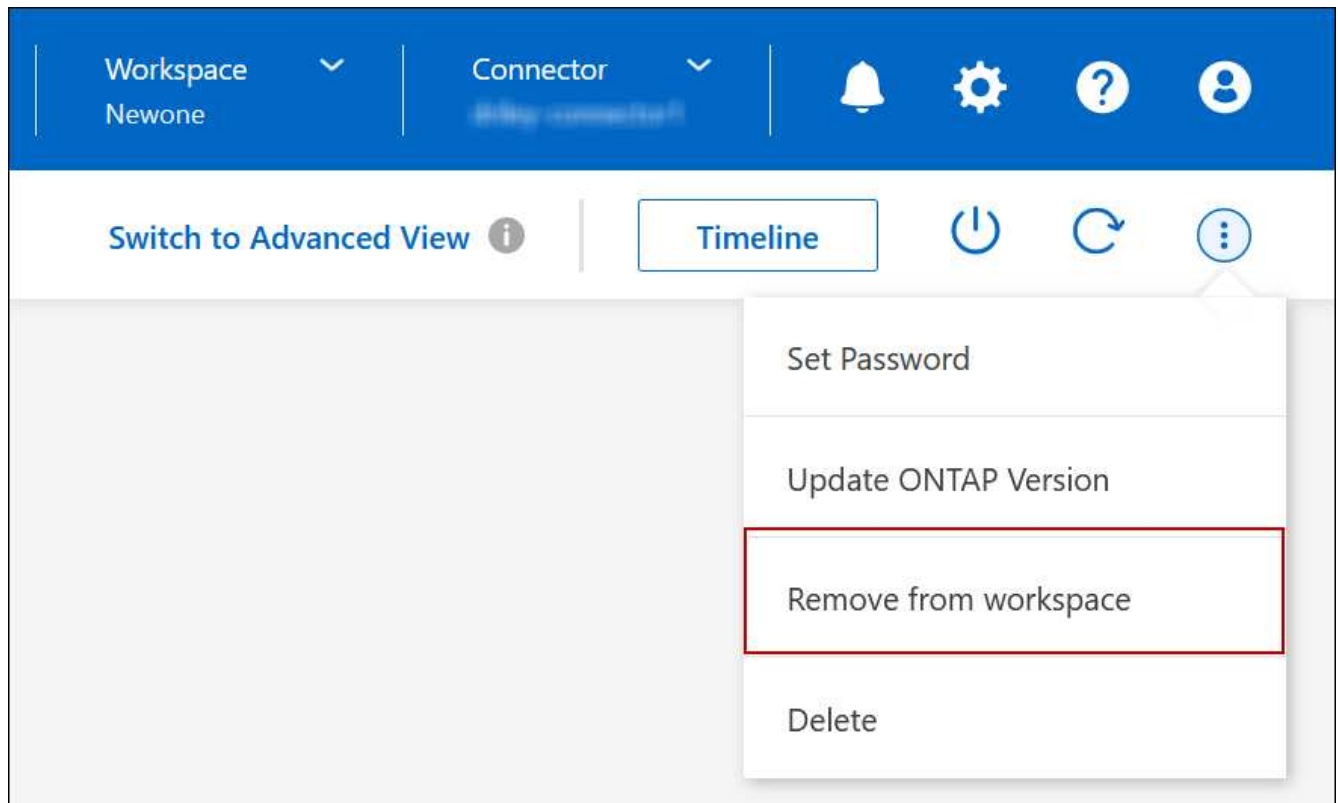 Workspace
Newone
Connector
Switch to Advanced View
Timeline
Set Password
Update ONTAP Version
Remove from workspace
Delete